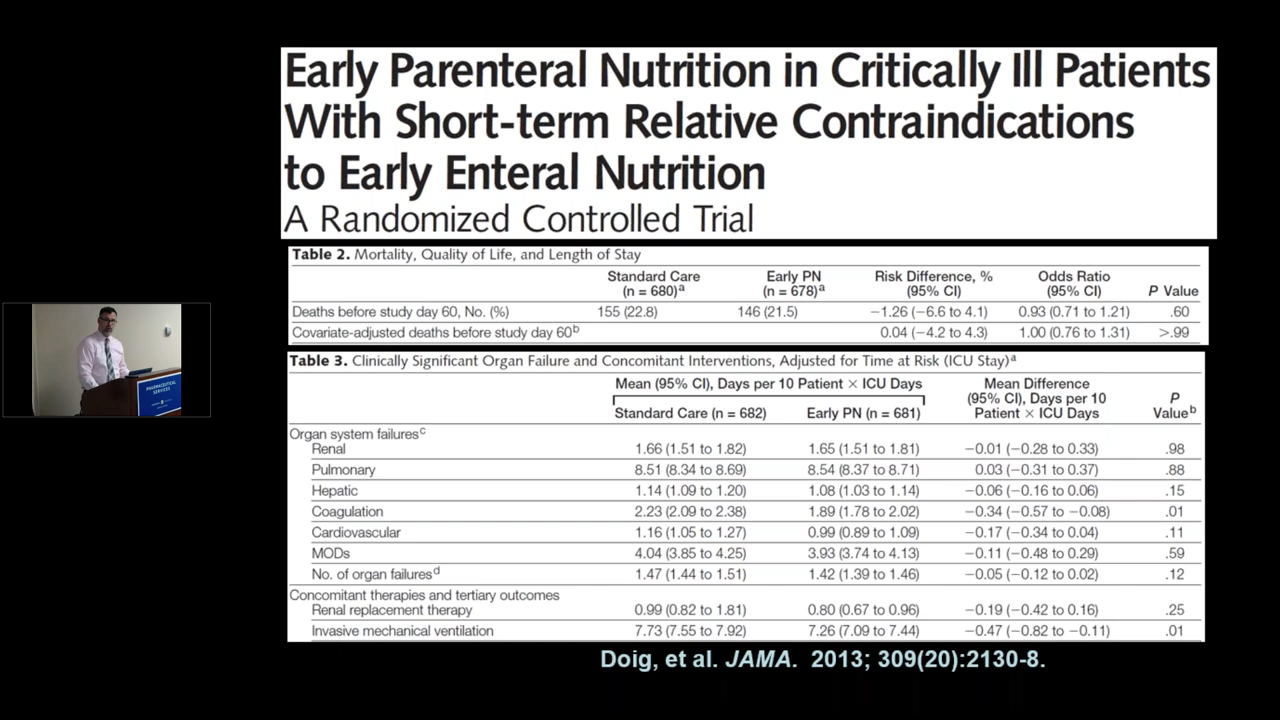 Early Parenteral Nutrition in Critically Ill Patients
With Short-term Relative Contraindications
to Early Enteral Nutrition
A Randomized Controlled Trial
Table 2. Mortality, Quality of Life, and Length of Stay
Standard Care (n = 680)a Early PN (n = 678)a Risk Difference, % (95% CI) Odds Ratio (95% CI) P Value
Deaths before study day 60, No. (%) 155 (22.8) 146 (21.5) −1.26 (−6.6 to 4.1) 0.93 (0.71 to 1.21) .60
Covariate-adjusted deaths before study day 60b 0.04 (−4.2 to 4.3) 1.00 (0.76 to 1.31) >.99
Table 3. Clinically Significant Organ Failure and Concomitant Interventions, Adjusted for Time at Risk (ICU Stay)a
Mean (95% CI), Days per 10 Patient × ICU Days Mean Difference (95% CI), Days per 10 Patient × ICU Days P Valueb
Standard Care (n = 682) Early PN (n = 681)
Organ system failuresc
Renal 1.66 (1.51 to 1.82) 1.65 (1.51 to 1.81) −0.01 (−0.28 to 0.33) .98
Pulmonary 8.51 (8.34 to 8.69) 8.54 (8.37 to 8.71) 0.03 (−0.31 to 0.37) .88
Hepatic 1.14 (1.09 to 1.20) 1.08 (1.03 to 1.14) −0.06 (−0.16 to 0.06) .15
Coagulation 2.23 (2.09 to 2.38) 1.89 (1.78 to 2.02) −0.34 (−0.57 to −0.08) .01
Cardiovascular 1.16 (1.05 to 1.27) 0.99 (0.89 to 1.09) −0.17 (−0.34 to 0.04) .11
MODs 4.04 (3.85 to 4.25) 3.93 (3.74 to 4.13) −0.11 (−0.48 to 0.29) .59
No. of organ failuresd 1.47 (1.44 to 1.51) 1.42 (1.39 to 1.46) −0.05 (−0.12 to 0.02) .12
Concomitant therapies and tertiary outcomes
Renal replacement therapy 0.99 (0.82 to 1.81) 0.80 (0.67 to 0.96) −0.19 (−0.42 to 0.16) .25
Invasive mechanical ventilation 7.73 (7.55 to 7.92) 7.26 (7.09 to 7.44) −0.47 (−0.82 to −0.11) .01
Doig, et al. JAMA. 2013; 309(20):2130-8.
PHARMACEUTICAL
SERVICES